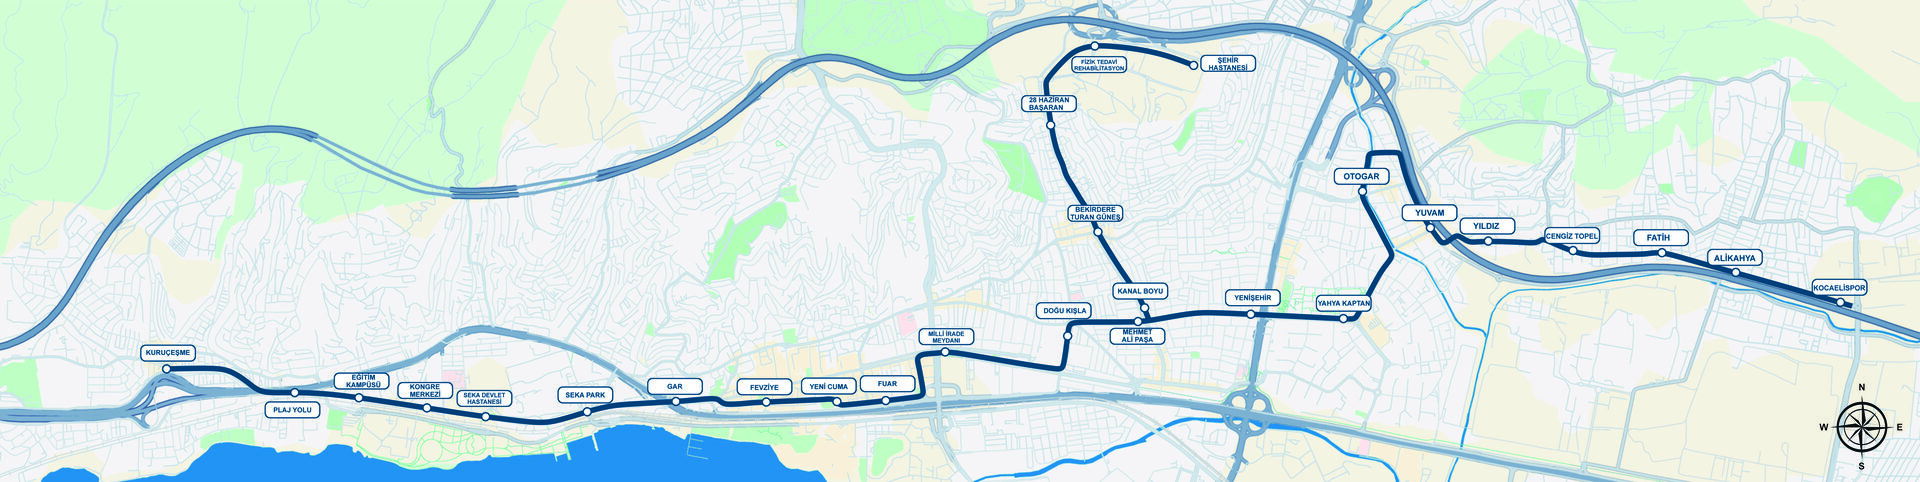 FİZİK TEDAVİ
REHABİLİTASYON
ŞEHİR
HASTANESİ
28 HAZİRAN
BAŞARAN
BEKİRDERE
TURAN GÜNEŞ
KANAL BOYU
OTOGAR
YUVAM
YILDIZ
CENGİZ TOPEL
FATİH
ALİKAHYA
KOCAELİSPOR
YENİŞEHİR
YAHYA KAPTAN
DOĞU KIŞLA
MEHMET
ALİ PAŞA
MİLLİ İRADE
MEYDANI
KURUÇEŞME
PLAJ YOLU
EĞİTİM
KAMPÜSÜ
KONGRE
MERKEZİ
SEKA DEVLET
HASTANESİ
SEKA PARK
GAR
FEVZİYE
YENİ CUMA
FUAR
N
W
E
S